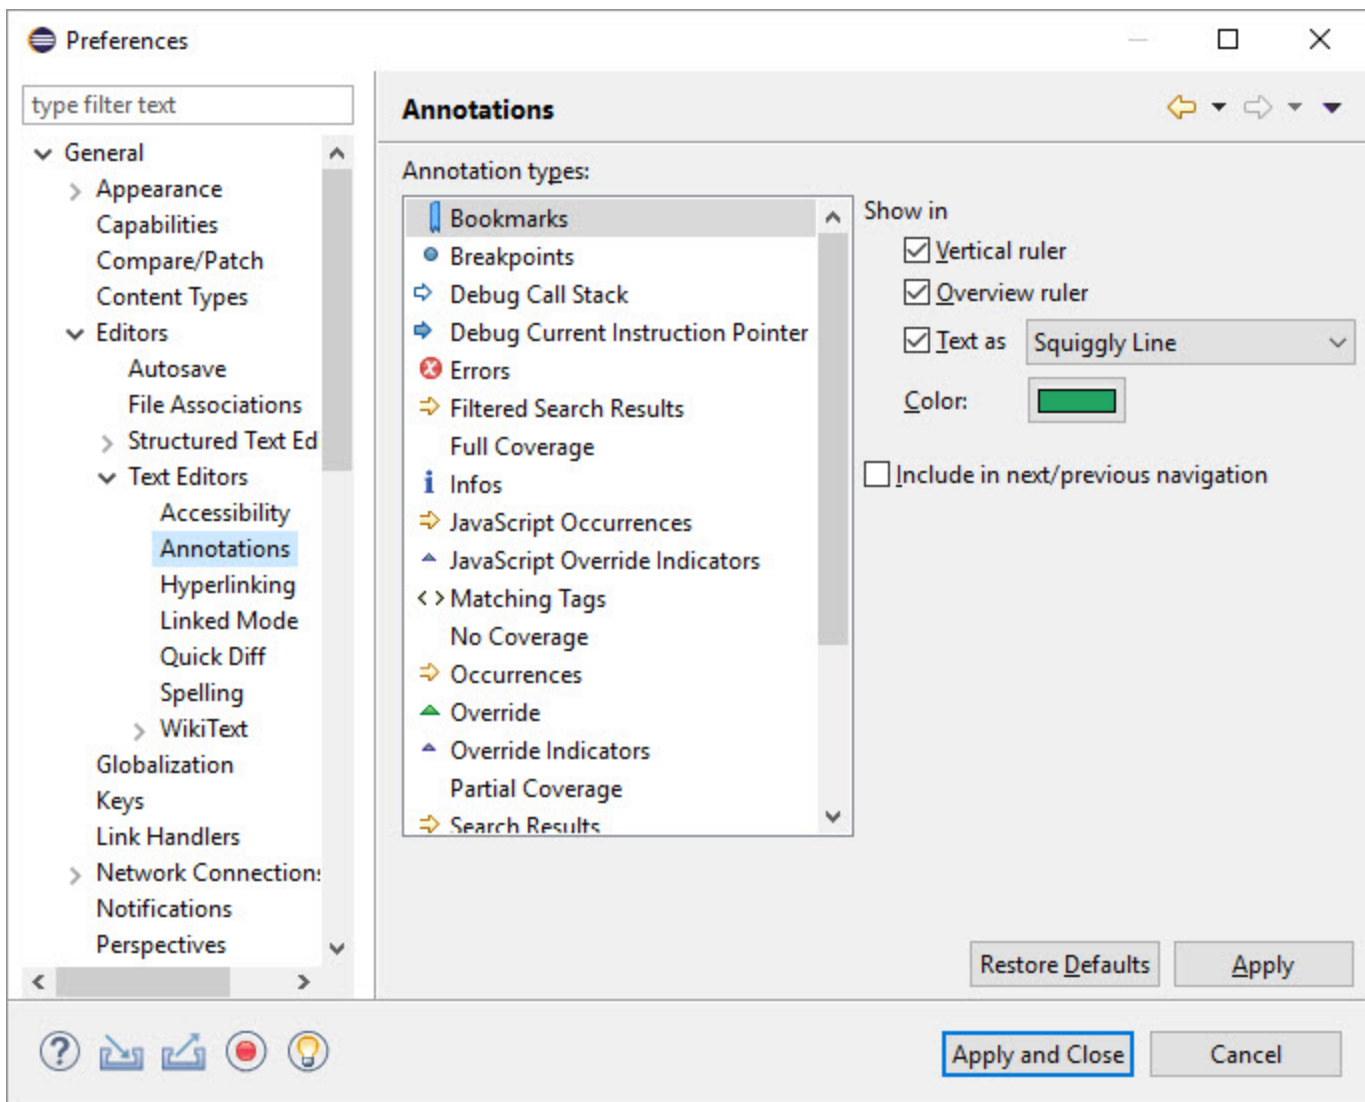 Preferences
type filter text
General
Appearance
Capabilities
Compare/Patch
Content Types
Editors
Autosave
File Associations
Structured Text Ed
Text Editors
Accessibility
Annotations
Hyperlinking
Linked Mode
Quick Diff
Spelling
WikiText
Globalization
Keys
Link Handlers
Network Connection:
Notifications
Perspectives
Annotations
Annotation types:
Bookmarks
Breakpoints
Debug Call Stack
Debug Current Instruction Pointer
Errors
Filtered Search Results
Full Coverage
Infos
JavaScript Occurrences
JavaScript Override Indicators
Matching Tags
No Coverage
Occurrences
Override
Override Indicators
Partial Coverage
Search Results
Show in
Vertical ruler
Overview ruler
Text as Squiggly Line
Color:
Include in next/previous navigation
Restore Defaults Apply
Apply and Close Cancel